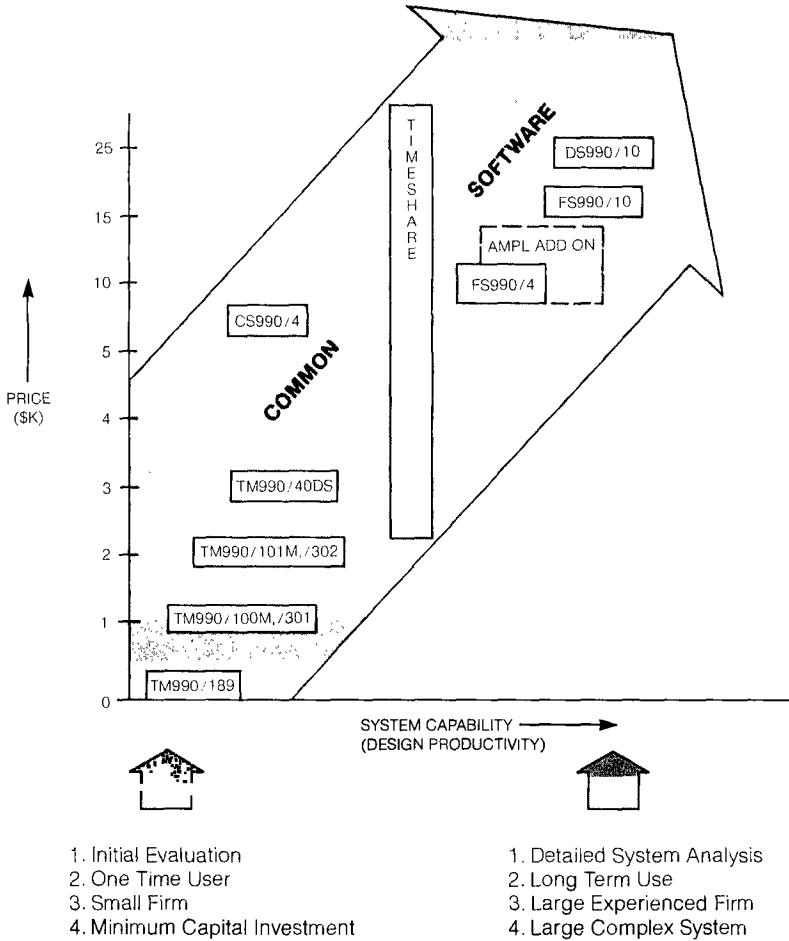 TIMESHARE
SOFTWARE
25
DS990/10
15
FS990/10
AMPL ADD ON
10
FS990/4
CS990/4
5
COMMON
PRICE
($K)
4
3
TM990/40DS
2
TM990/101M,/302
1
TM990/100M,/301
TM990/189
0
SYSTEM CAPABILITY
(DESIGN PRODUCTIVITY)
1. Initial Evaluation
2. One Time User
3. Small Firm
4. Minimum Capital Investment
1. Detailed System Analysis
2. Long Term Use
3. Large Experienced Firm
4. Large Complex System